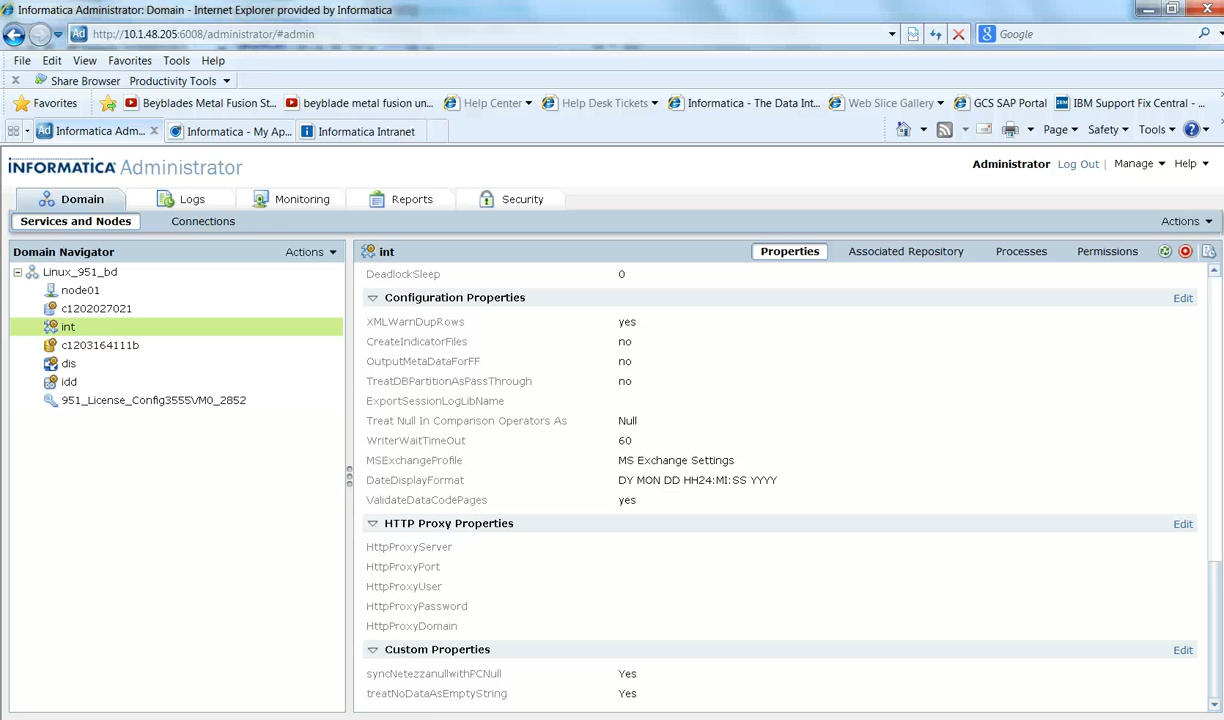 Informatica Administrator: Domain - Internet Explorer provided by Informatica
Ad http://10.1.48.205:6008/administrator/#admin Google
File Edit View Favorites Tools Help
x Share Browser Productivity Tools
Favorites Beyblades Metal Fusion St... beyblade metal fusion un... Help Center Help Desk Tickets Informatica - The Data Int... Web Slice Gallery GCS SAP Portal IBM Support Fix Central - ...
Ad Informatica Adm... Informatica - My Ap... Informatica Intranet Page Safety Tools
INFORMATICA Administrator Administrator Log Out | Manage Help
Domain Logs Monitoring Reports Security
Services and Nodes Connections Actions
Domain Navigator Actions
Linux_951_bd
node01
c1202027021
int
c1203164111b
dis
idd
951_License_Config3555VM0_2852
int Properties Associated Repository Processes Permissions
DeadlockSleep 0
Configuration Properties Edit
XMLWarnDupRows yes
CreateIndicatorFiles no
OutputMetaDataForFF no
TreatDBPartitionAsPassThrough no
ExportSessionLogLibName
Treat Null In Comparison Operators As Null
WriterWaitTimeOut 60
MSExchangeProfile MS Exchange Settings
DateDisplayFormat DY MON DD HH24:MI:SS YYYY
ValidateDataCodePages yes
HTTP Proxy Properties Edit
HttpProxyServer
HttpProxyPort
HttpProxyUser
HttpProxyPassword
HttpProxyDomain
Custom Properties Edit
syncNetezzanullwithPCNull Yes
treatNoDataAsEmptyString Yes